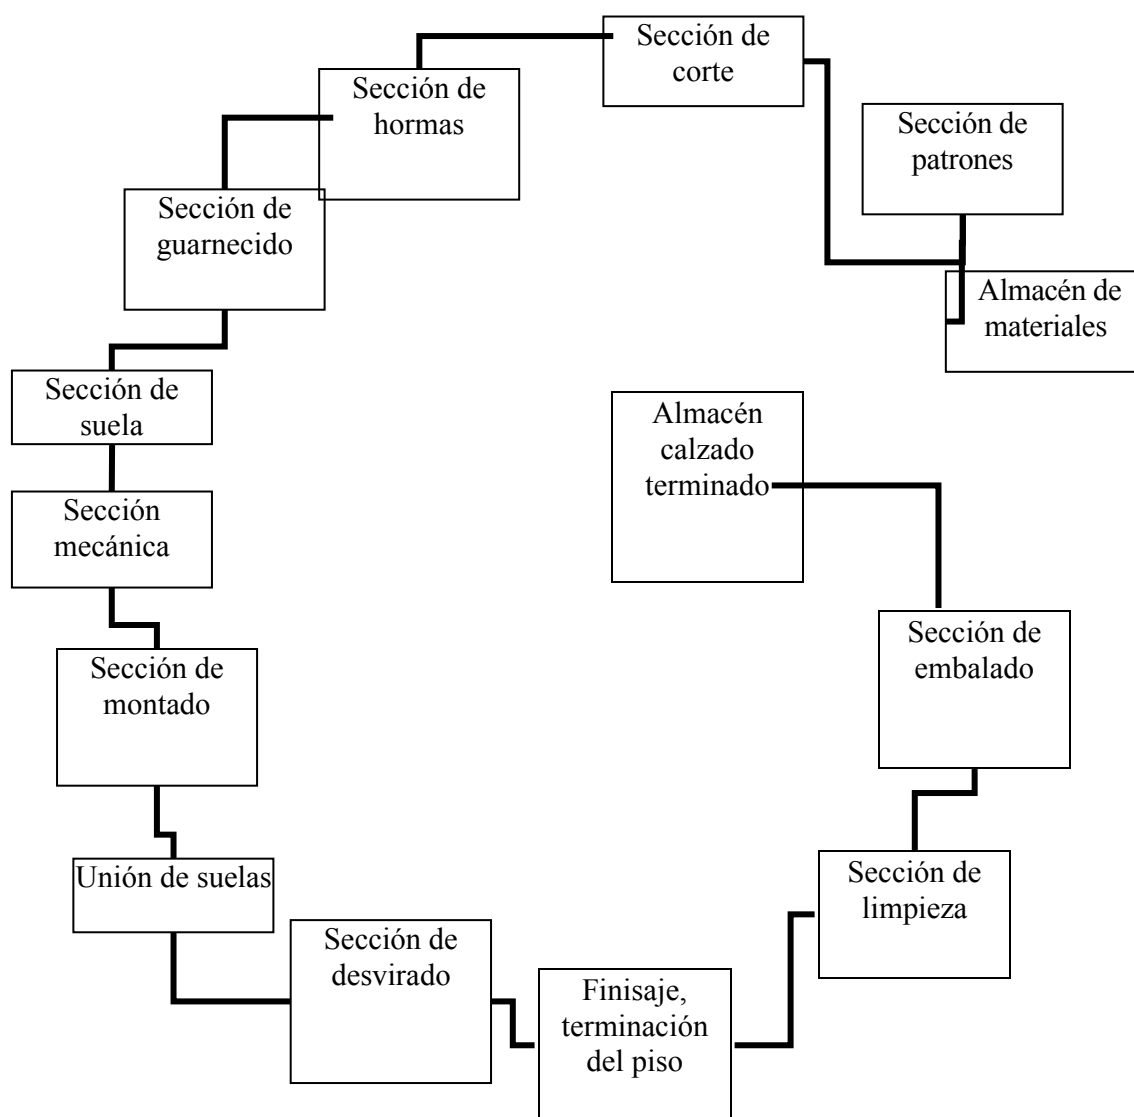 Sección de
corte
Sección de
hormas
Sección de
patrones
Sección de
guarnecido
Almacén de
materiales
Sección de
suela
Almacén
calzado
terminado
Sección
mecánica
Sección de
embalado
Sección de
montado
Unión de suelas
Sección de
limpieza
Sección de
desvirado
Finisaje,
terminación
del piso